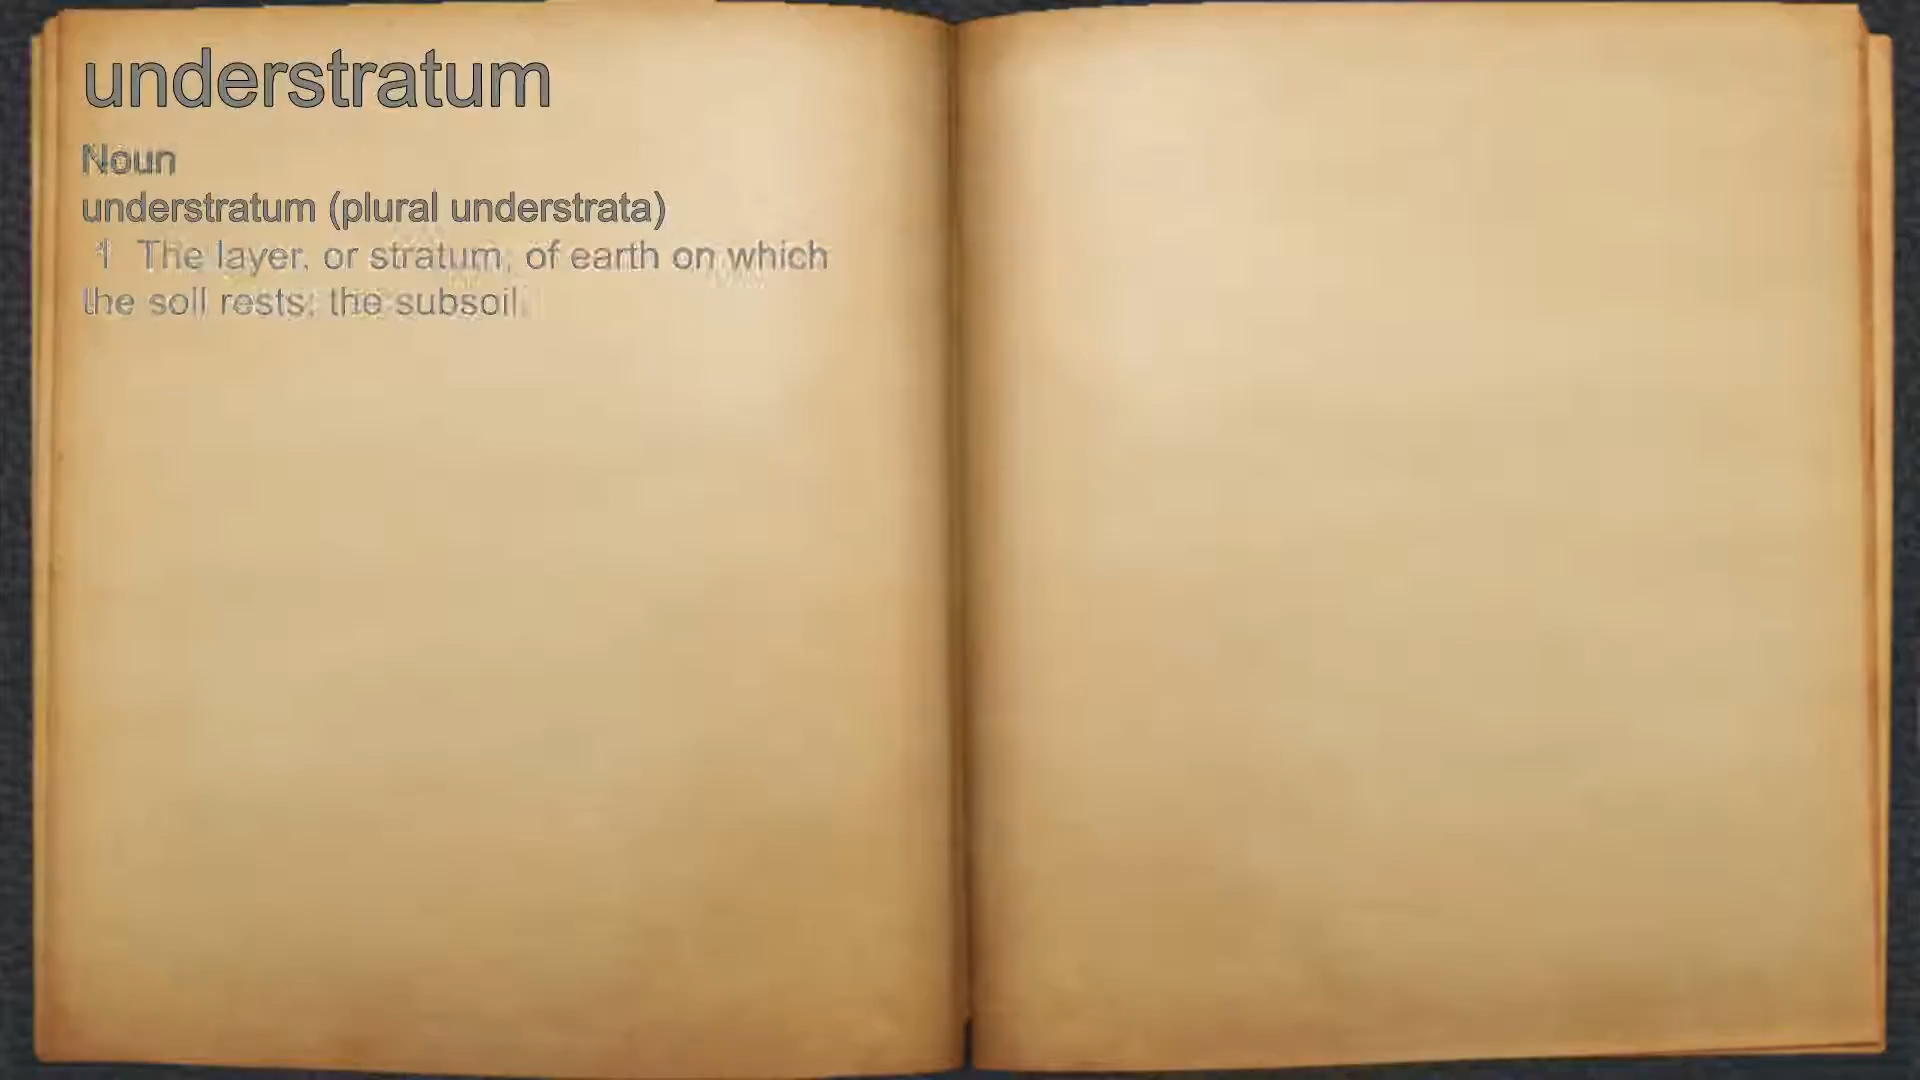 understratum
Noun
understratum (plural understrata)
1 The layer, or stratum, of earth on which
the soil rests; the subsoil.